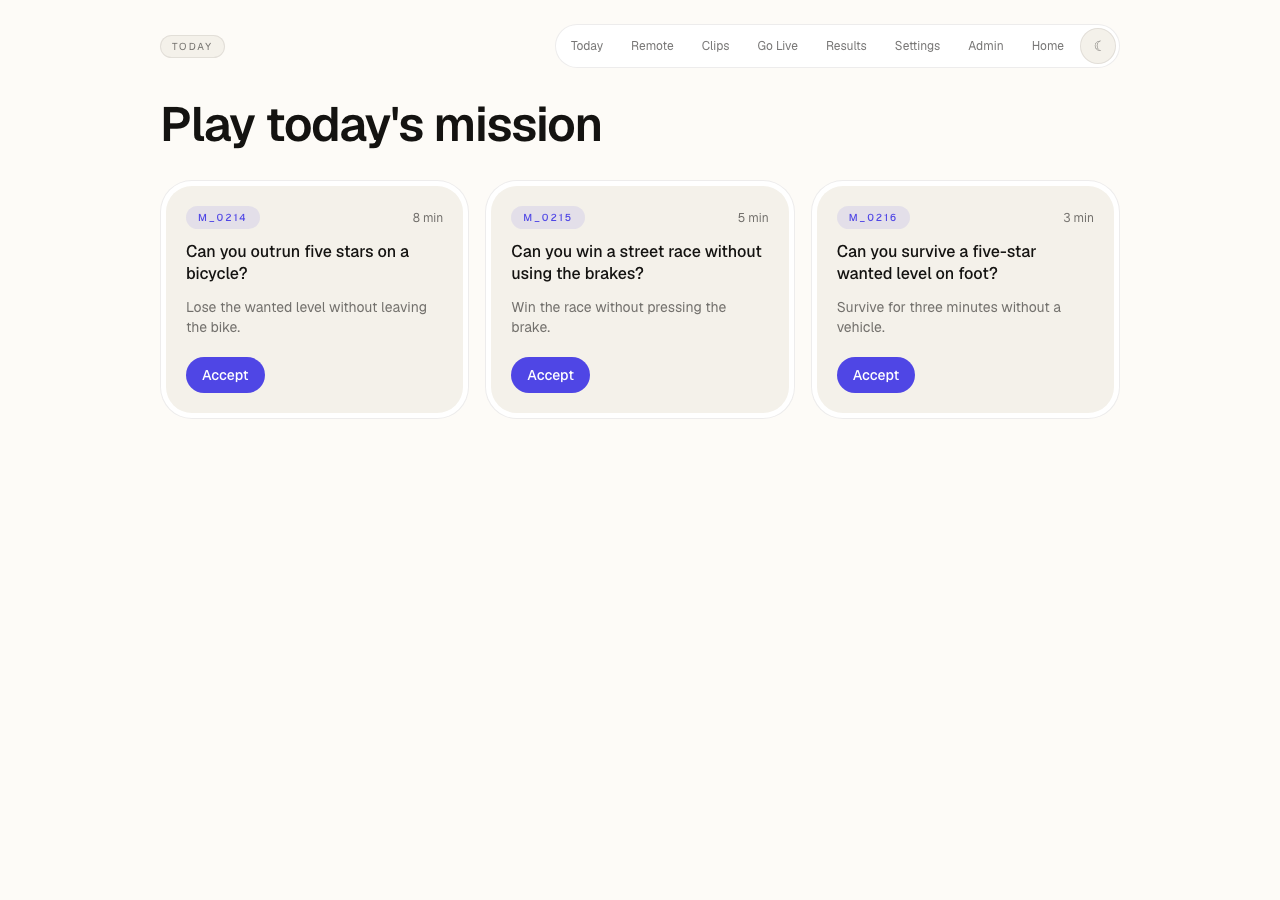 TODAY
Today Remote Clips Go Live Results Settings Admin Home ☾
Play today's mission
M_0214 8 min
Can you outrun five stars on a
bicycle?
Lose the wanted level without leaving
the bike.
Accept
M_0215 5 min
Can you win a street race without
using the brakes?
Win the race without pressing the
brake.
Accept
M_0216 3 min
Can you survive a five-star
wanted level on foot?
Survive for three minutes without a
vehicle.
Accept